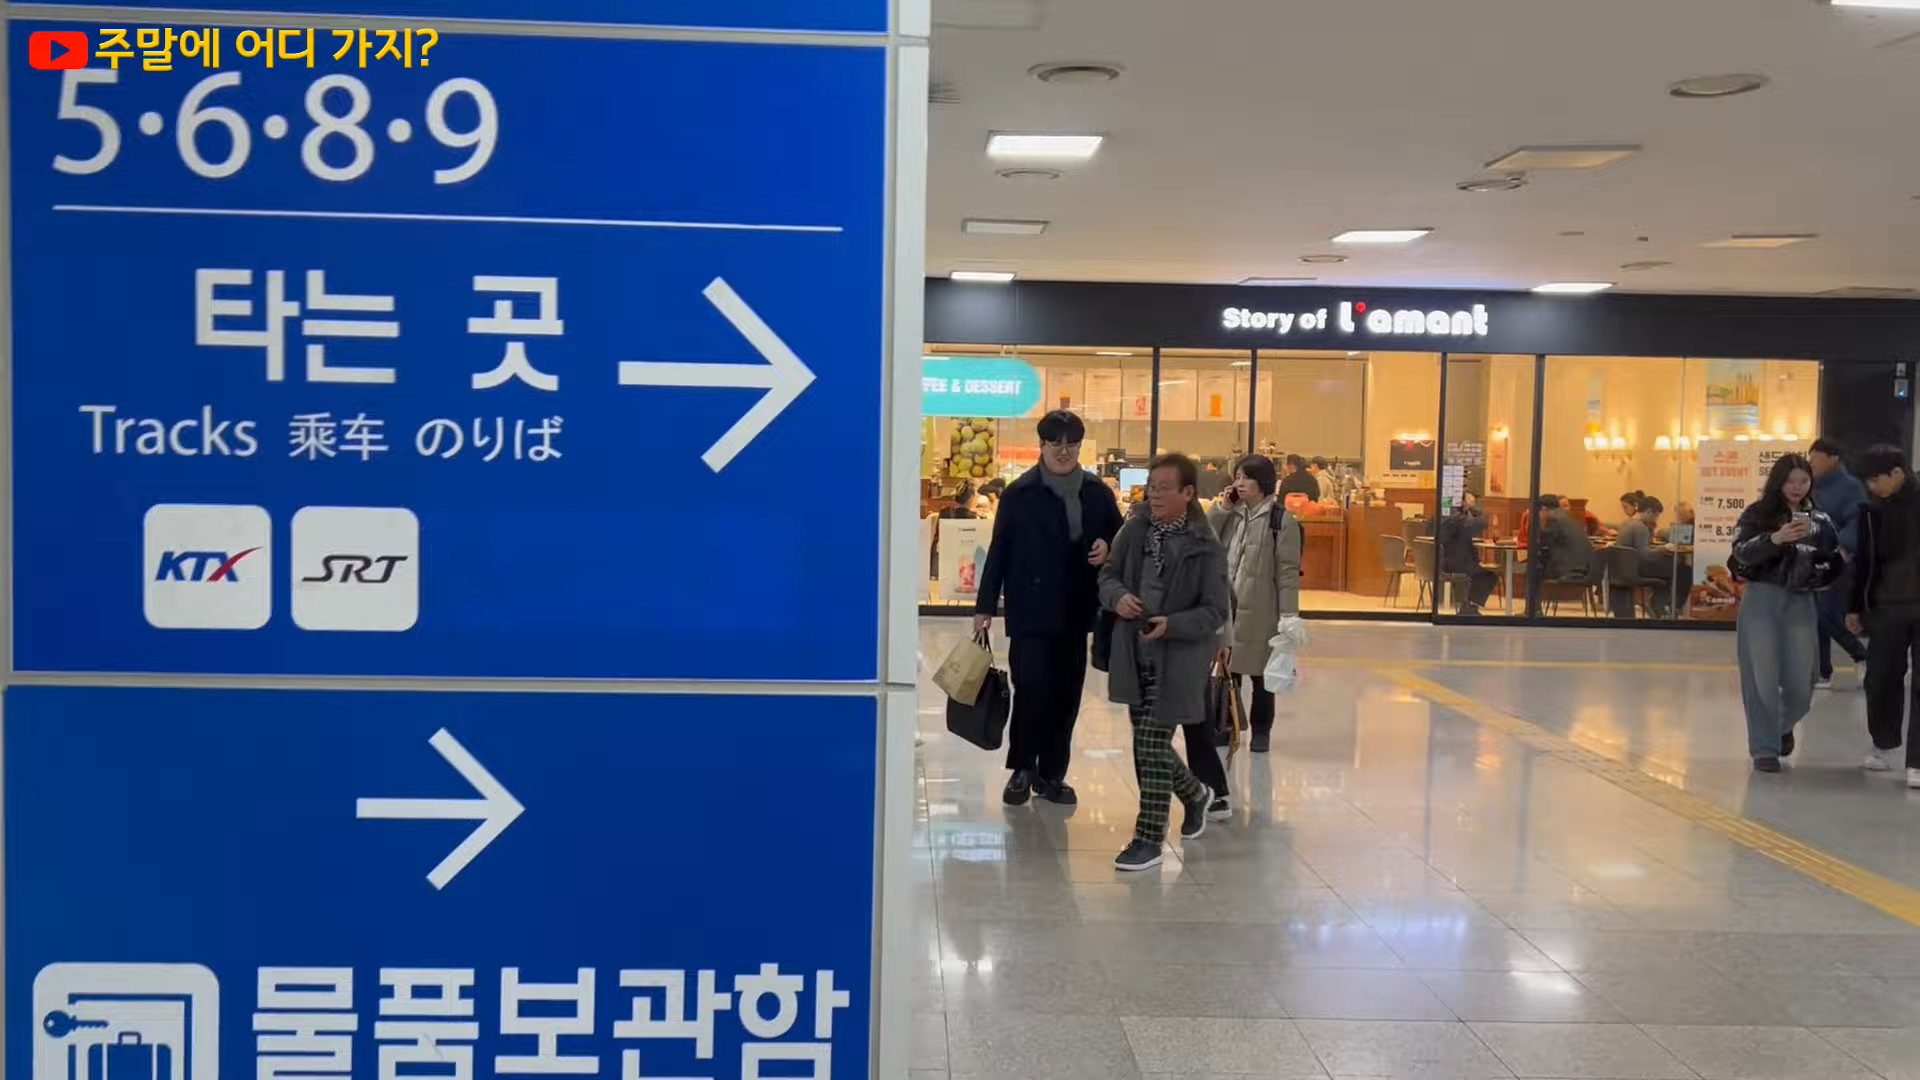 주말에 어디 가지?
5·6·8·9
타는 곳
Tracks 乘车 のりば
KTX SRT
물품보관함
Story of L'amant
FEE & DESSERT
7,500